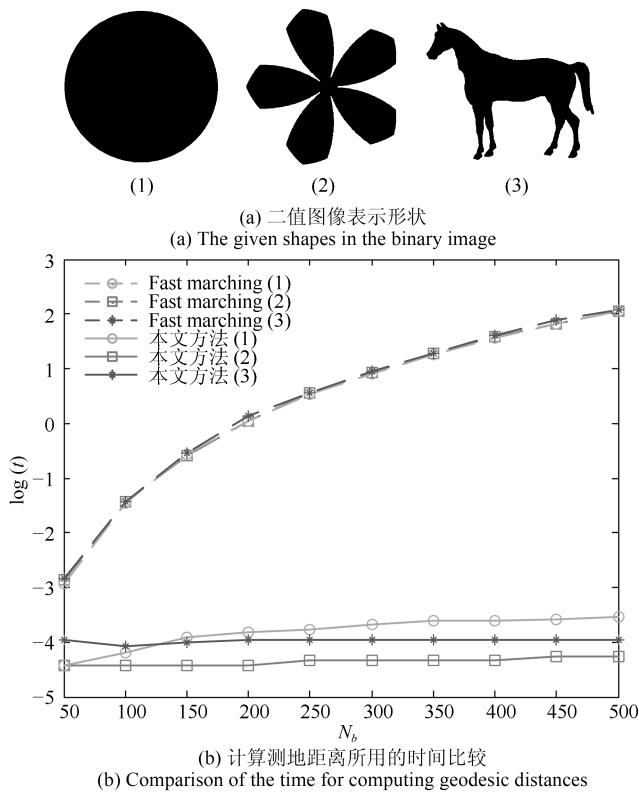 (1) (2) (3)
(a) 二值图像表示形状
(a) The given shapes in the binary image
3
2
1
0
−1
−2
−3
−4
−5
log (t)
Fast marching (1)
Fast marching (2)
Fast marching (3)
本文方法 (1)
本文方法 (2)
本文方法 (3)
50 100 150 200 250 300 350 400 450 500
N_b
(b) 计算测地距离所用的时间比较
(b) Comparison of the time for computing geodesic distances